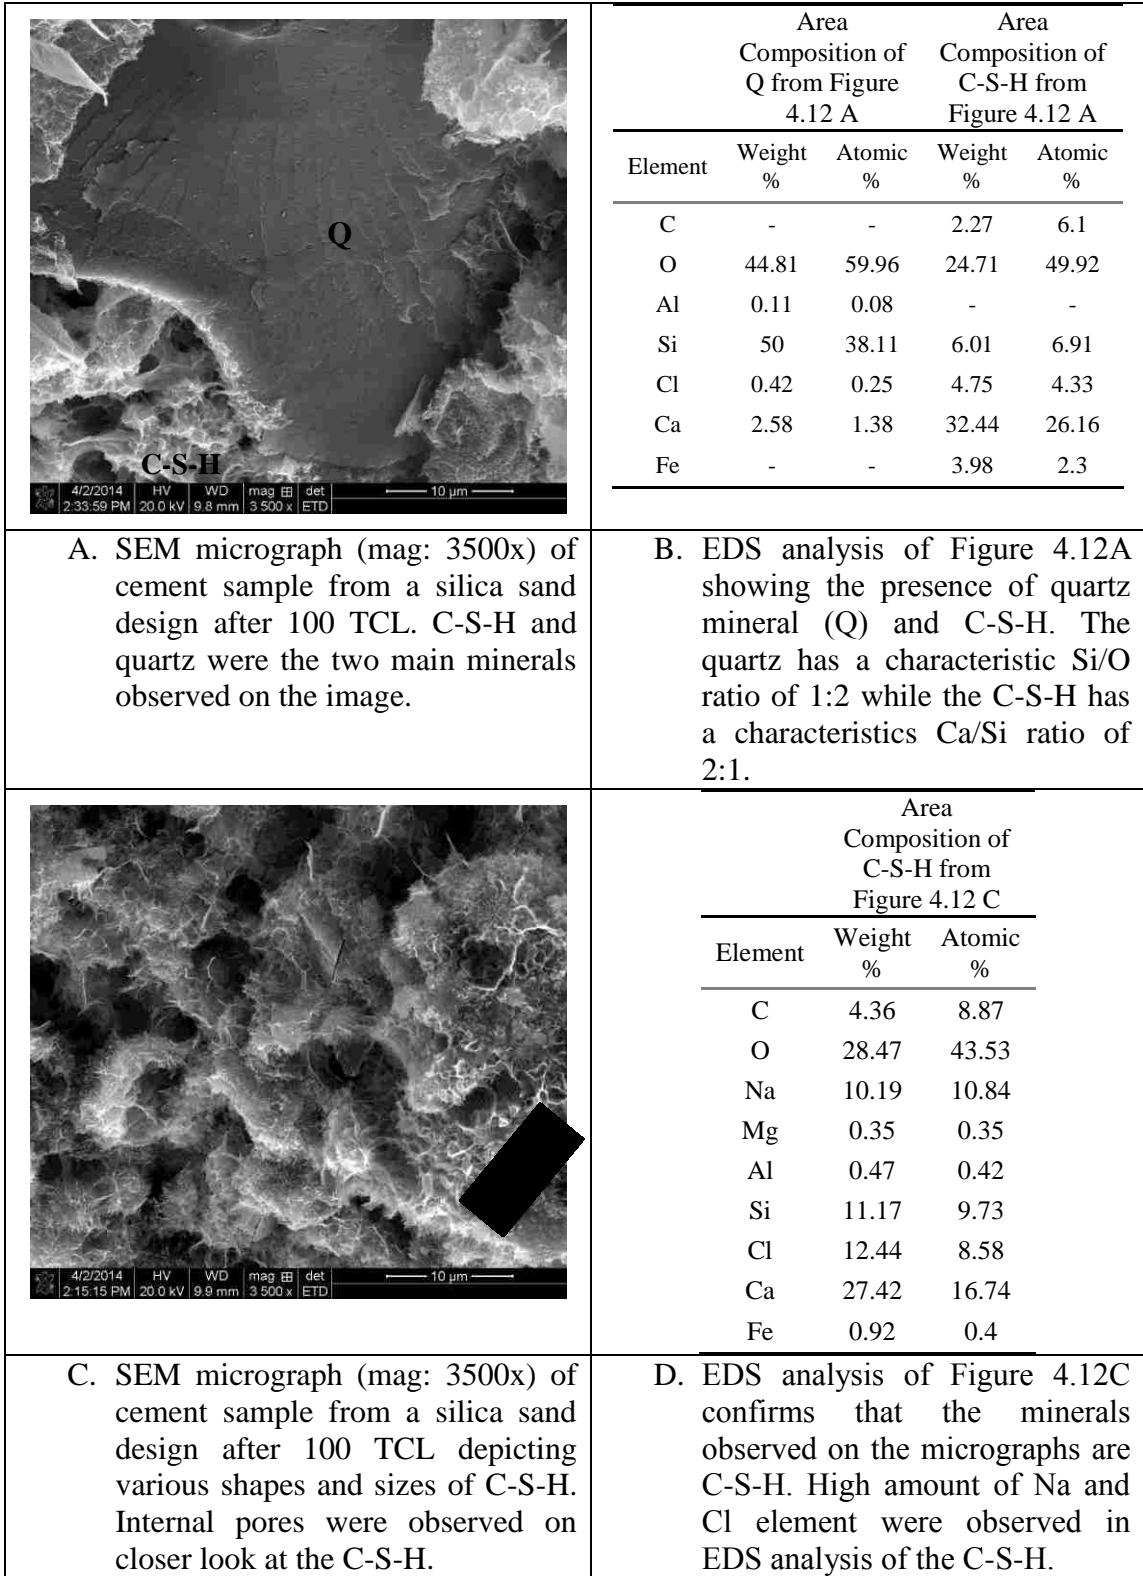 Q
C-S-H
4/2/2014 HV WD mag ⊞ det 10 µm
2:33:59 PM 20.0 kV 9.8 mm 3 500 x ETD
Area Composition of Q from Figure 4.12 A
Area Composition of C-S-H from Figure 4.12 A
Element Weight % Atomic % Weight % Atomic %
C - - 2.27 6.1
O 44.81 59.96 24.71 49.92
Al 0.11 0.08 - -
Si 50 38.11 6.01 6.91
Cl 0.42 0.25 4.75 4.33
Ca 2.58 1.38 32.44 26.16
Fe - - 3.98 2.3
A. SEM micrograph (mag: 3500x) of
cement sample from a silica sand
design after 100 TCL. C-S-H and
quartz were the two main minerals
observed on the image.
B. EDS analysis of Figure 4.12A
showing the presence of quartz
mineral (Q) and C-S-H. The
quartz has a characteristic Si/O
ratio of 1:2 while the C-S-H has
a characteristics Ca/Si ratio of
2:1.
4/2/2014 HV WD mag ⊞ det 10 µm
2:15:15 PM 20.0 kV 9.9 mm 3 500 x ETD
Area
Composition of
C-S-H from
Figure 4.12 C
Element Weight % Atomic %
C 4.36 8.87
O 28.47 43.53
Na 10.19 10.84
Mg 0.35 0.35
Al 0.47 0.42
Si 11.17 9.73
Cl 12.44 8.58
Ca 27.42 16.74
Fe 0.92 0.4
C. SEM micrograph (mag: 3500x) of
cement sample from a silica sand
design after 100 TCL depicting
various shapes and sizes of C-S-H.
Internal pores were observed on
closer look at the C-S-H.
D. EDS analysis of Figure 4.12C
confirms that the minerals
observed on the micrographs are
C-S-H. High amount of Na and
Cl element were observed in
EDS analysis of the C-S-H.